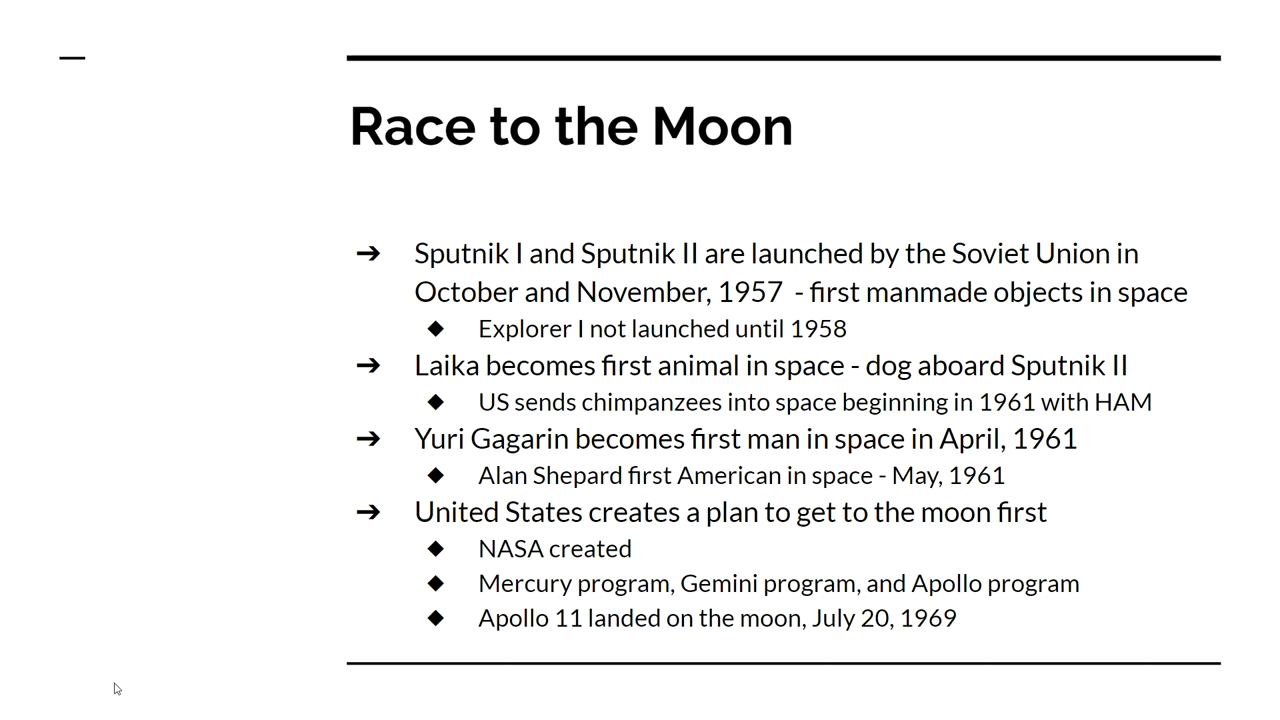 Race to the Moon
➔ Sputnik I and Sputnik II are launched by the Soviet Union in
October and November, 1957  - first manmade objects in space
◆ Explorer I not launched until 1958
➔ Laika becomes first animal in space - dog aboard Sputnik II
◆ US sends chimpanzees into space beginning in 1961 with HAM
➔ Yuri Gagarin becomes first man in space in April, 1961
◆ Alan Shepard first American in space - May, 1961
➔ United States creates a plan to get to the moon first
◆ NASA created
◆ Mercury program, Gemini program, and Apollo program
◆ Apollo 11 landed on the moon, July 20, 1969